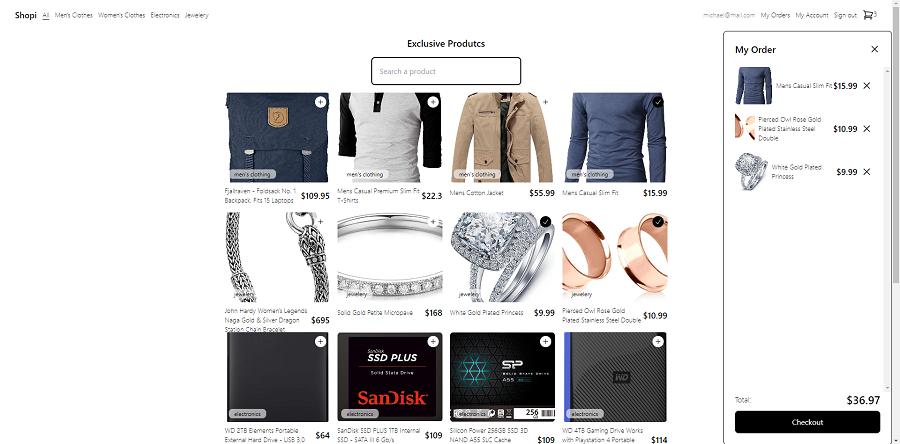 Shopi All Men's Clothes Women's Clothes Electronics Jewelery
michael@mail.com My Orders My Account Sign out 3
Exclusive Produtcs
Search a product
men's clothing
Fjallraven - Foldsack No. 1
Backpack, Fits 15 Laptops
$109.95
men's clothing
Mens Casual Premium Slim Fit
T-Shirts
$22.3
men's clothing
Mens Cotton Jacket
$55.99
men's clothing
Mens Casual Slim Fit
$15.99
jewelery
John Hardy Women's Legends
Naga Gold & Silver Dragon
Station Chain Bracelet
$695
jewelery
Solid Gold Petite Micropave
$168
jewelery
White Gold Plated Princess
$9.99
jewelery
Pierced Owl Rose Gold
Plated Stainless Steel Double
$10.99
electronics
WD 2TB Elements Portable
External Hard Drive - USB 3.0
$64
SanDisk
SSD PLUS
Solid State Drive
SanDisk
electronics
SanDisk SSD PLUS 1TB Internal
SSD - SATA III 6 Gb/s
$109
SP
SOLID STATE DRIVE
A55
256
electronics
Silicon Power 256GB SSD 3D
NAND A55 SLC Cache
$109
WD
electronics
WD 4TB Gaming Drive Works
with Playstation 4 Portable
$114
My Order
Mens Casual Slim Fit
$15.99
Pierced Owl Rose Gold
Plated Stainless Steel
Double
$10.99
White Gold Plated
Princess
$9.99
Total:
$36.97
Checkout